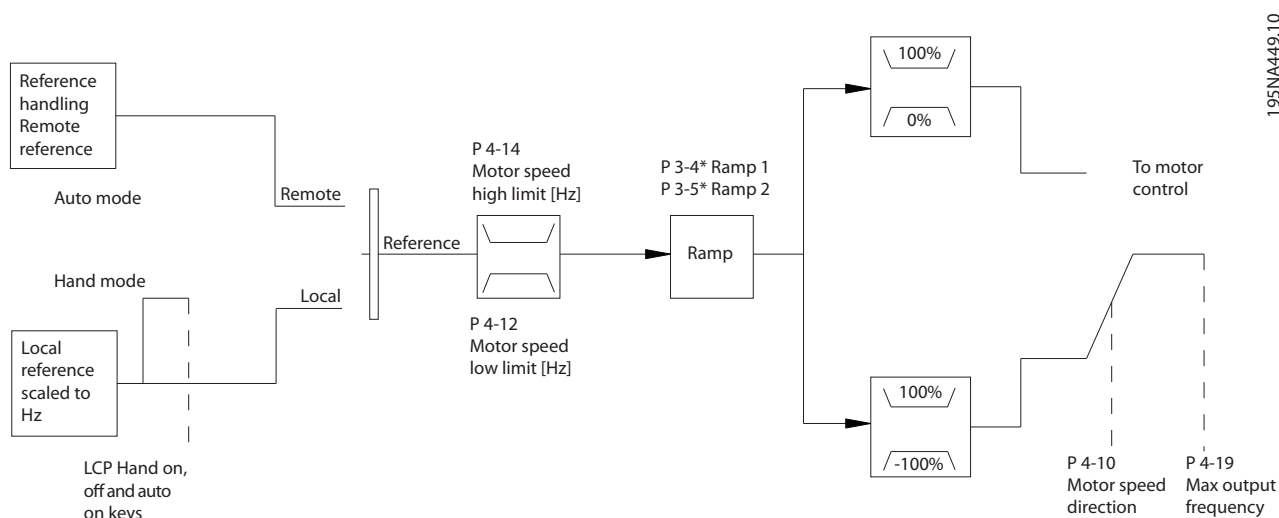 Reference
handling
Remote
reference
Auto mode
Remote
Hand mode
Local
Local
reference
scaled to
Hz
LCP Hand on,
off and auto
on keys
Reference
P 4-14
Motor speed
high limit [Hz]
P 4-12
Motor speed
low limit [Hz]
P 3-4* Ramp 1
P 3-5* Ramp 2
Ramp
100%
0%
100%
-100%
To motor
control
P 4-10
Motor speed
direction
P 4-19
Max output
frequency
195NA449.10